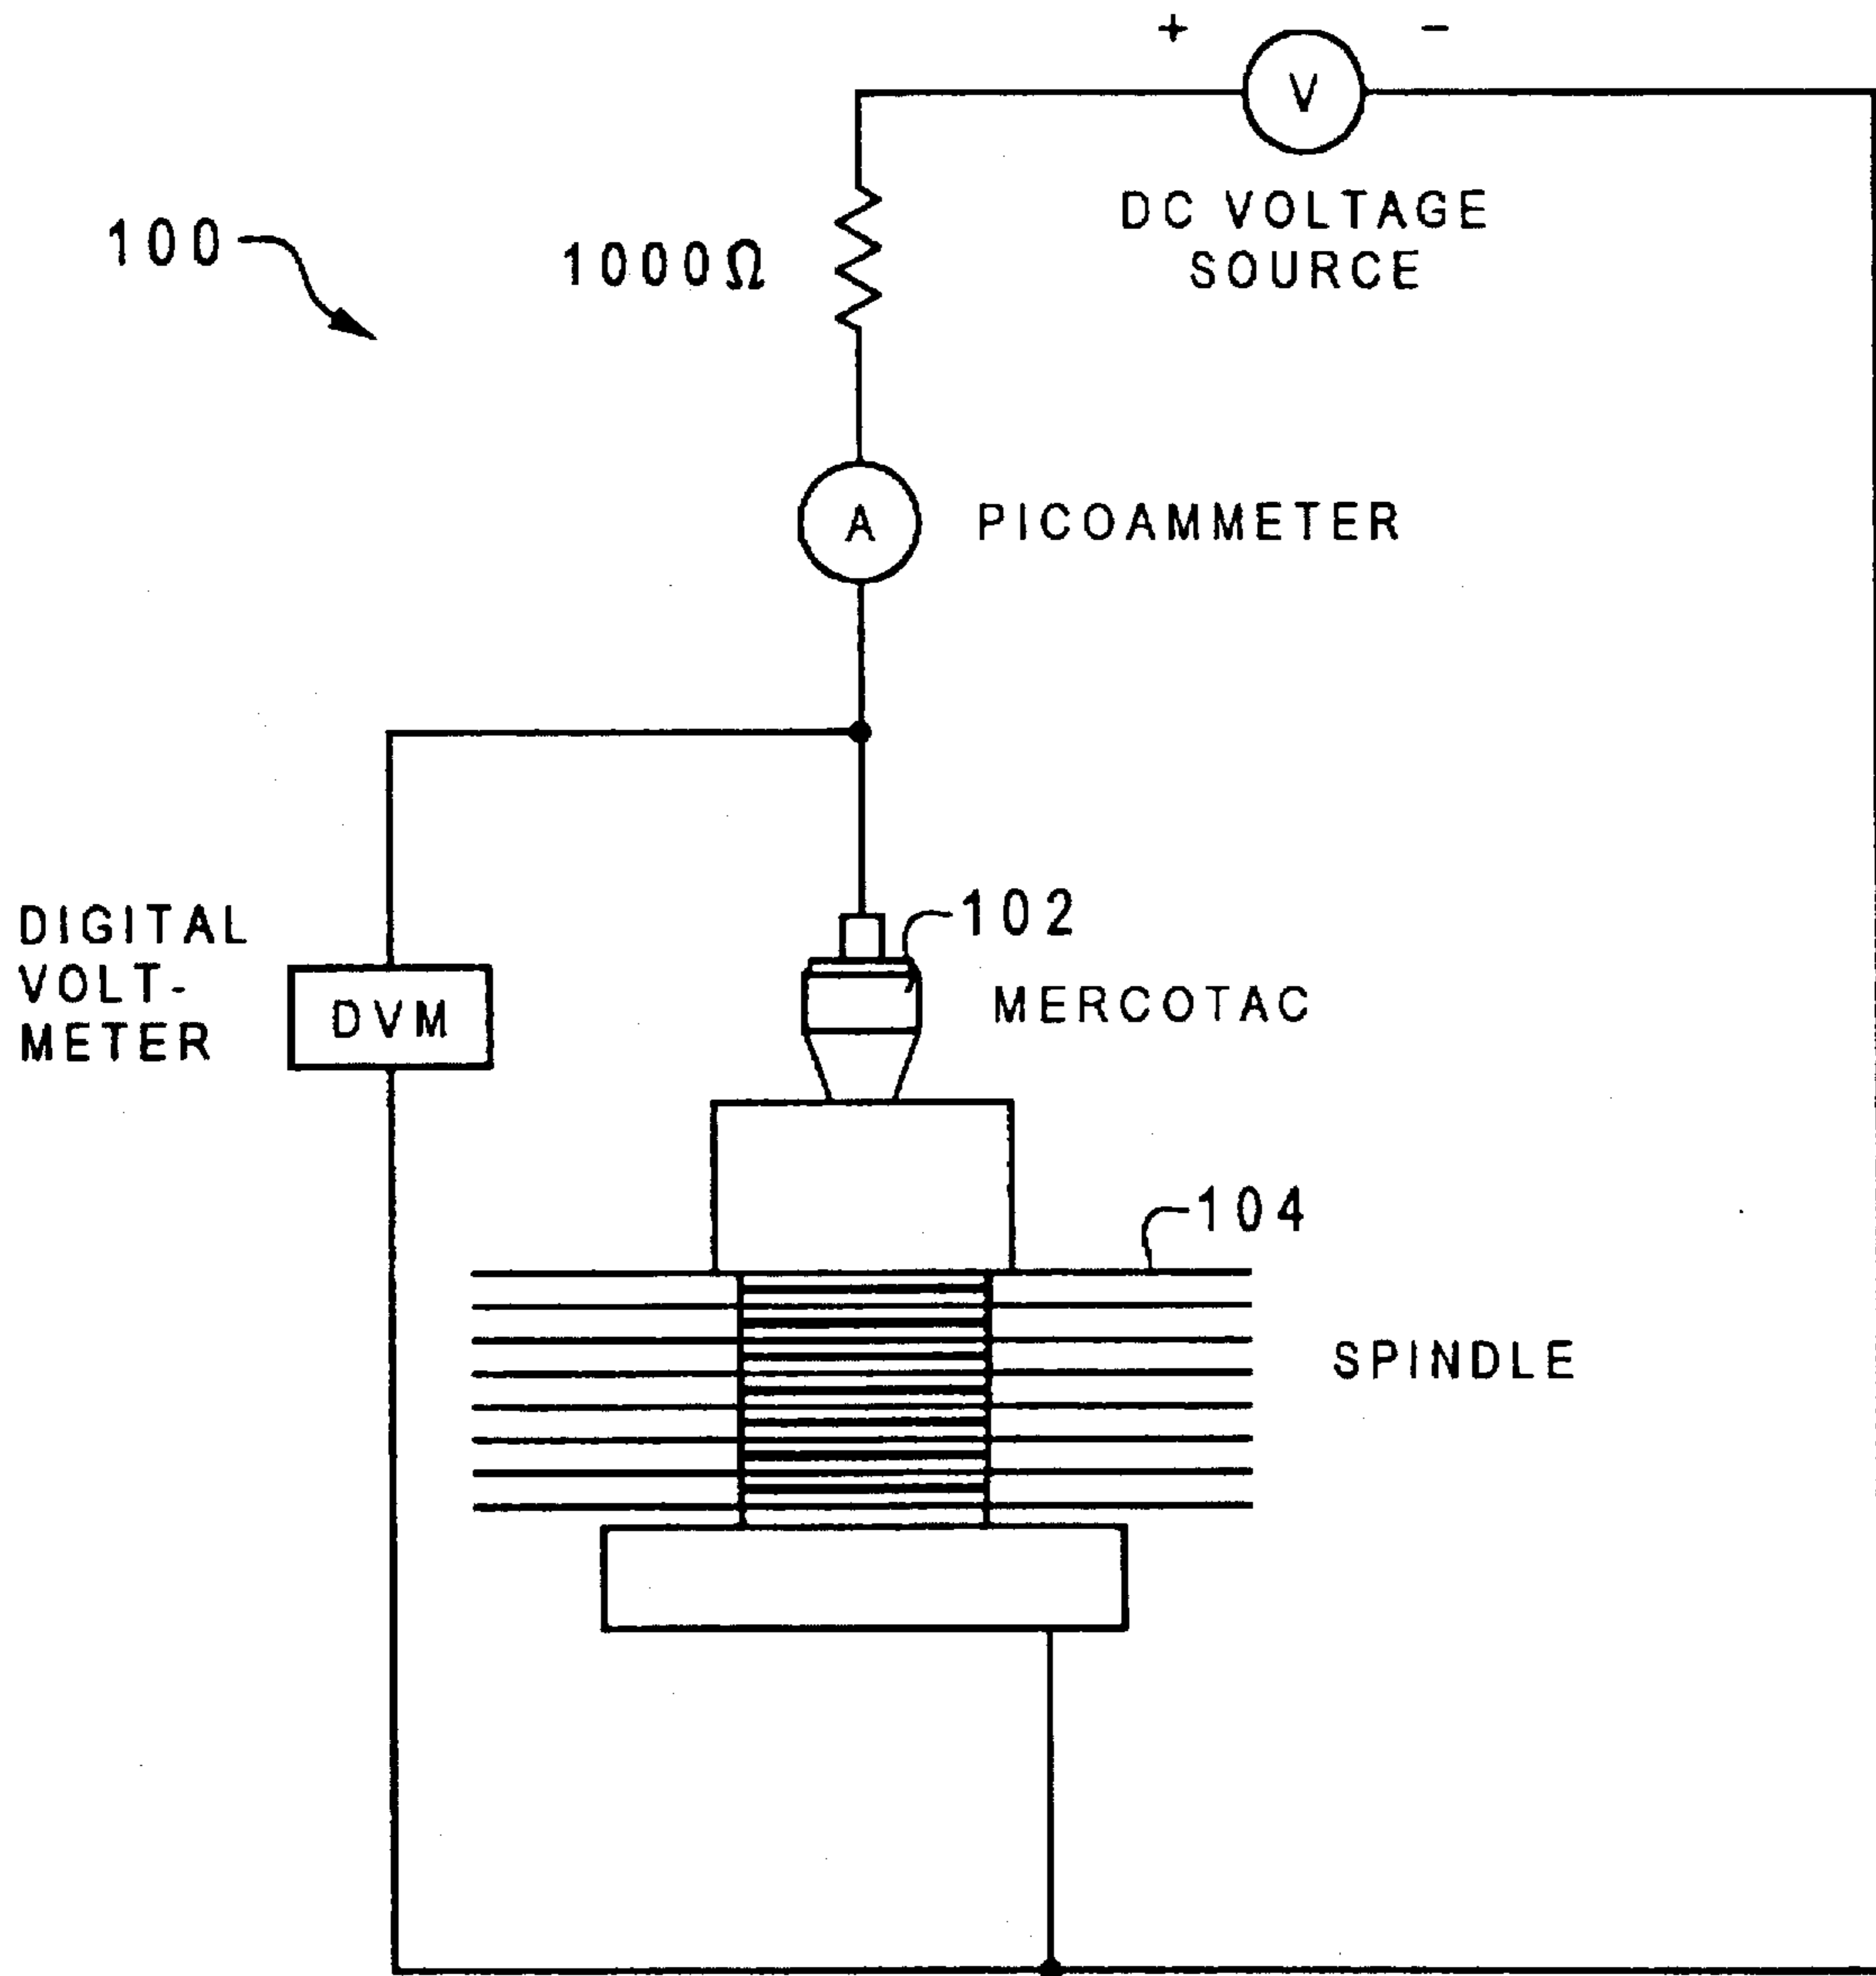 + -
V
DC VOLTAGE
SOURCE
100
1000Ω
A
PICOAMMETER
102
DIGITAL
VOLT-
METER
DVM
MERCOTAC
104
SPINDLE